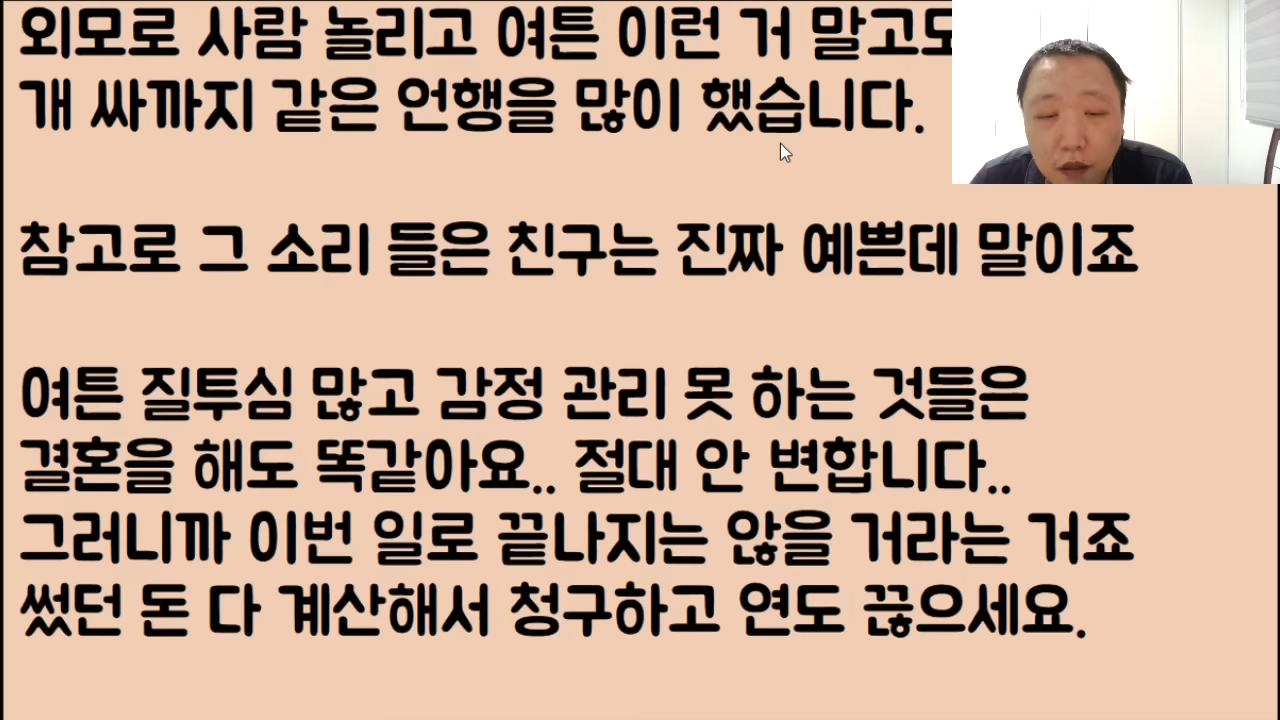 외모로 사람 놀리고 여튼 이런 거 말고도
개 싸까지 같은 언행을 많이 했습니다.
참고로 그 소리 들은 친구는 진짜 예쁜데 말이죠
여튼 질투심 많고 감정 관리 못 하는 것들은
결혼을 해도 똑같아요.. 절대 안 변합니다..
그러니까 이번 일로 끝나지는 않을 거라는 거죠
썼던 돈 다 계산해서 청구하고 연도 끊으세요.